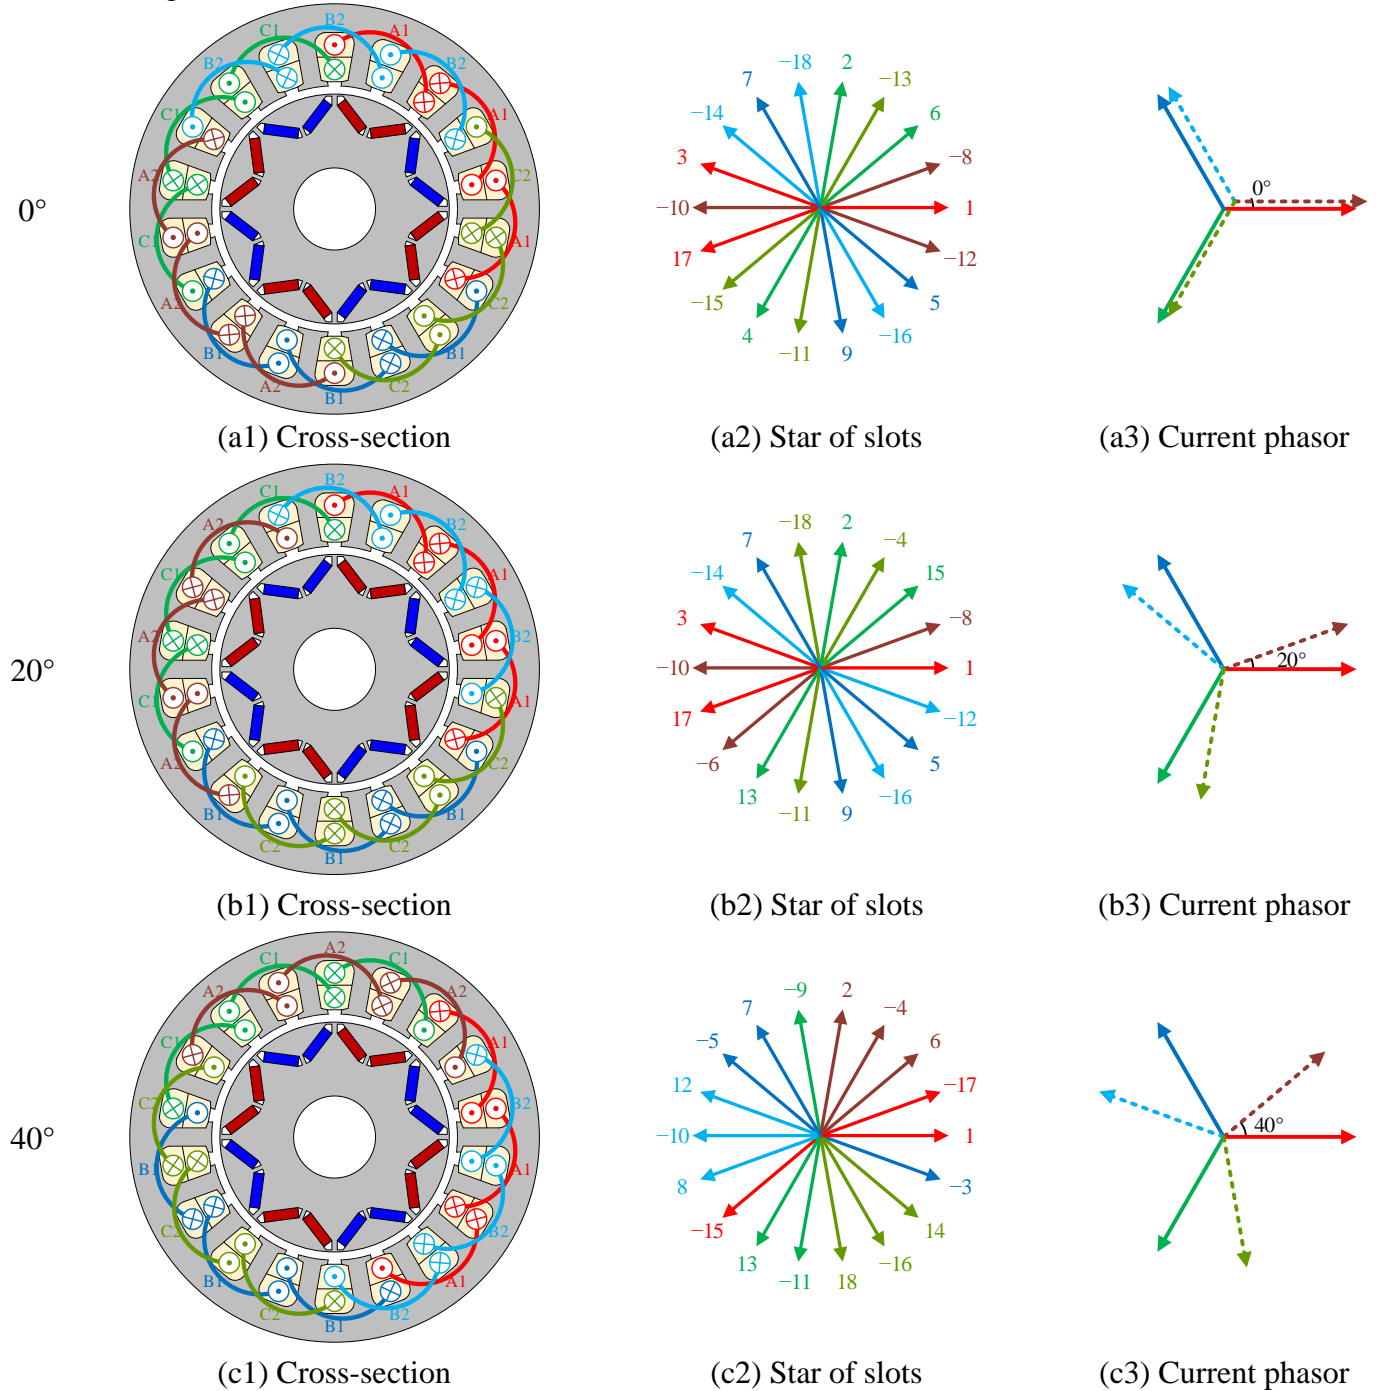 B2
C1 A1
B2 B2
C1 A1
A2 C2
C1 A1
A2 C2
B1 B1
A2 C2
B1
0°
−18 2
7 −13
−14 6
3 −8
−10 1
17 −12
−15 5
4 −16
−11 9
0°
(a1) Cross-section (a2) Star of slots (a3) Current phasor
B2
C1 A1
A2 B2
C1 A1
A2 B2
C1 A1
A2 C2
B1 B1
C2 C2
B1
20°
−18 2
7 −4
−14 15
3 −8
−10 1
17 −12
−6 5
13 −16
−11 9
20°
(b1) Cross-section (b2) Star of slots (b3) Current phasor
A2
C1 C1
A2 A2
C1 A1
C2 B2
B1 A1
C2 B2
B1 A1
C2 B2
B1
40°
−9 2
7 −4
−5 6
12 −17
−10 1
8 −3
−15 14
13 −16
−11 18
40°
(c1) Cross-section (c2) Star of slots (c3) Current phasor